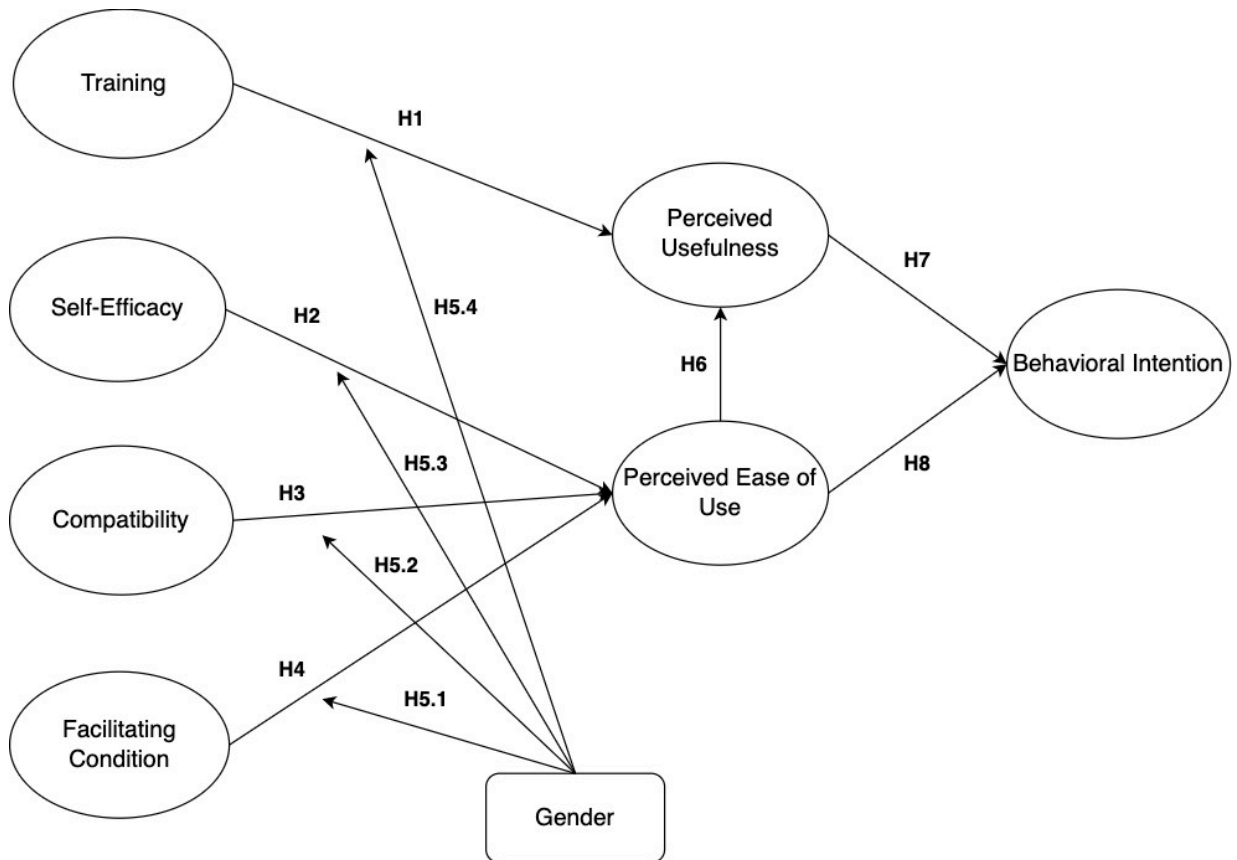 Training
H1
Perceived
Usefulness
H7
Self-Efficacy
H2
H5.4
H6
Behavioral Intention
H5.3
Perceived Ease of
Use
H8
Compatibility
H3
H5.2
H4
H5.1
Facilitating
Condition
Gender